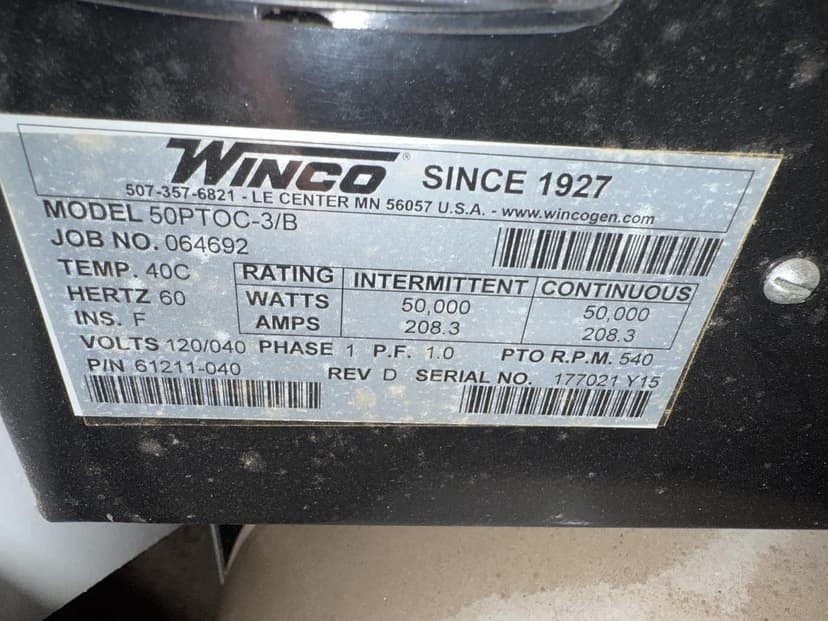 WINCO® SINCE 1927
507-357-6821 - LE CENTER MN 56057 U.S.A. - www.wincogen.com
MODEL 50PTOC-3/B
JOB NO. 064692
TEMP. 40C
HERTZ 60
INS. F
RATING INTERMITTENT CONTINUOUS
WATTS 50,000 50,000
AMPS 208.3 208.3
VOLTS 120/040 PHASE 1 P.F. 1.0 PTO R.P.M. 540
P/N 61211-040 REV D SERIAL NO. 177021 Y15